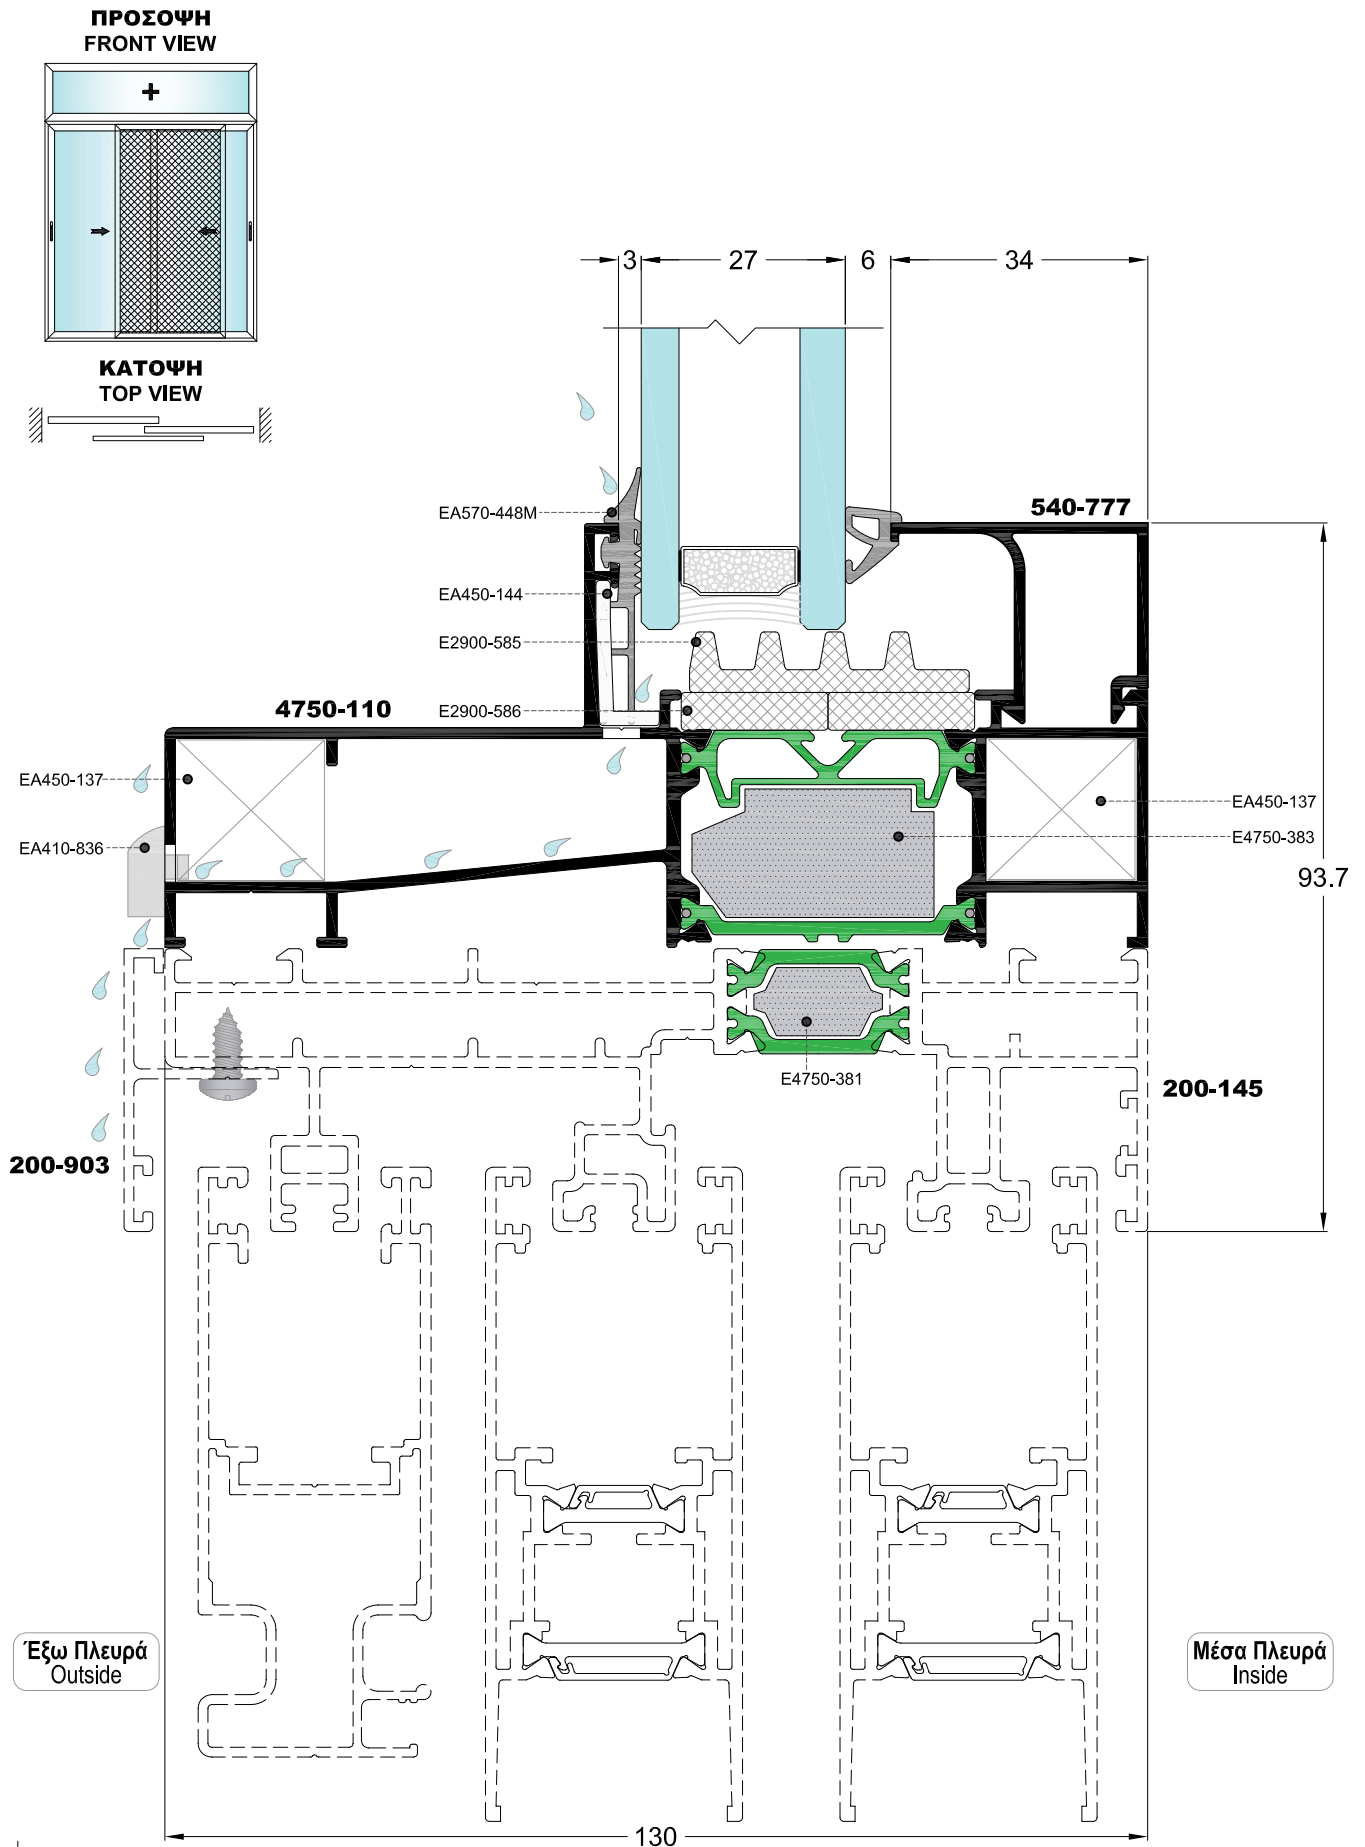 ΠΡΟΣΟΨΗ
FRONT VIEW
ΚΑΤΟΨΗ
TOP VIEW
3
27
6
34
EA570-448M
540-777
EA450-144
E2900-585
4750-110
E2900-586
EA450-137
EA450-137
EA410-836
E4750-383
93.7
E4750-381
200-145
200-903
Έξω Πλευρά
Outside
Μέσα Πλευρά
Inside
130